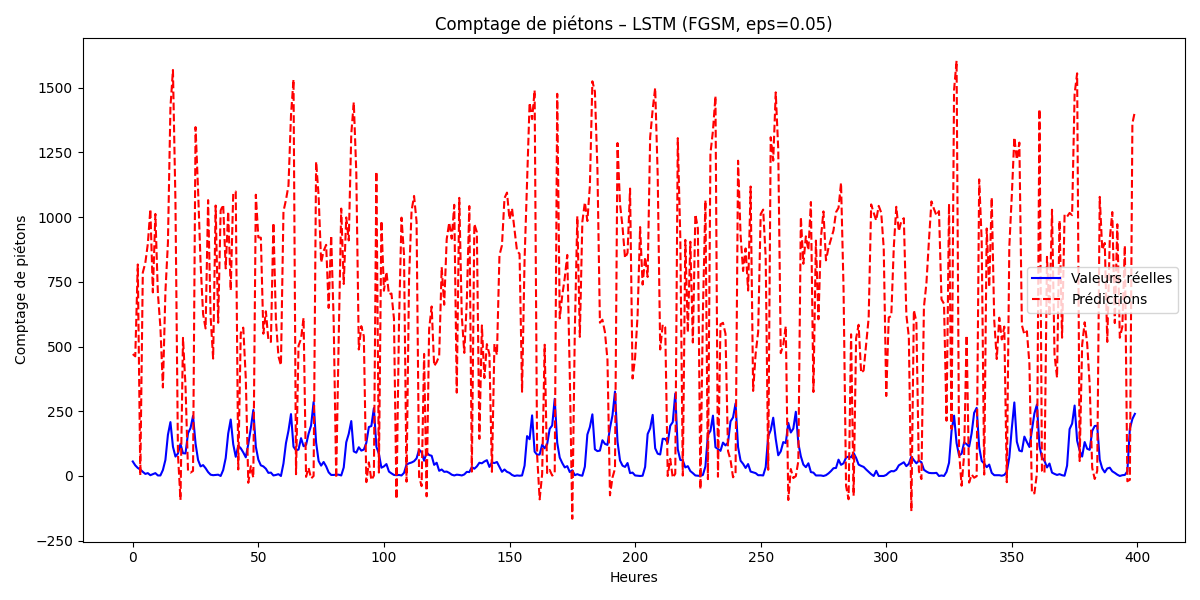 Comptage de piétons – LSTM (FGSM, eps=0.05)
Comptage de piétons
1500
1250
1000
750
500
250
0
−250
Valeurs réelles
Prédictions
0 50 100 150 200 250 300 350 400
Heures